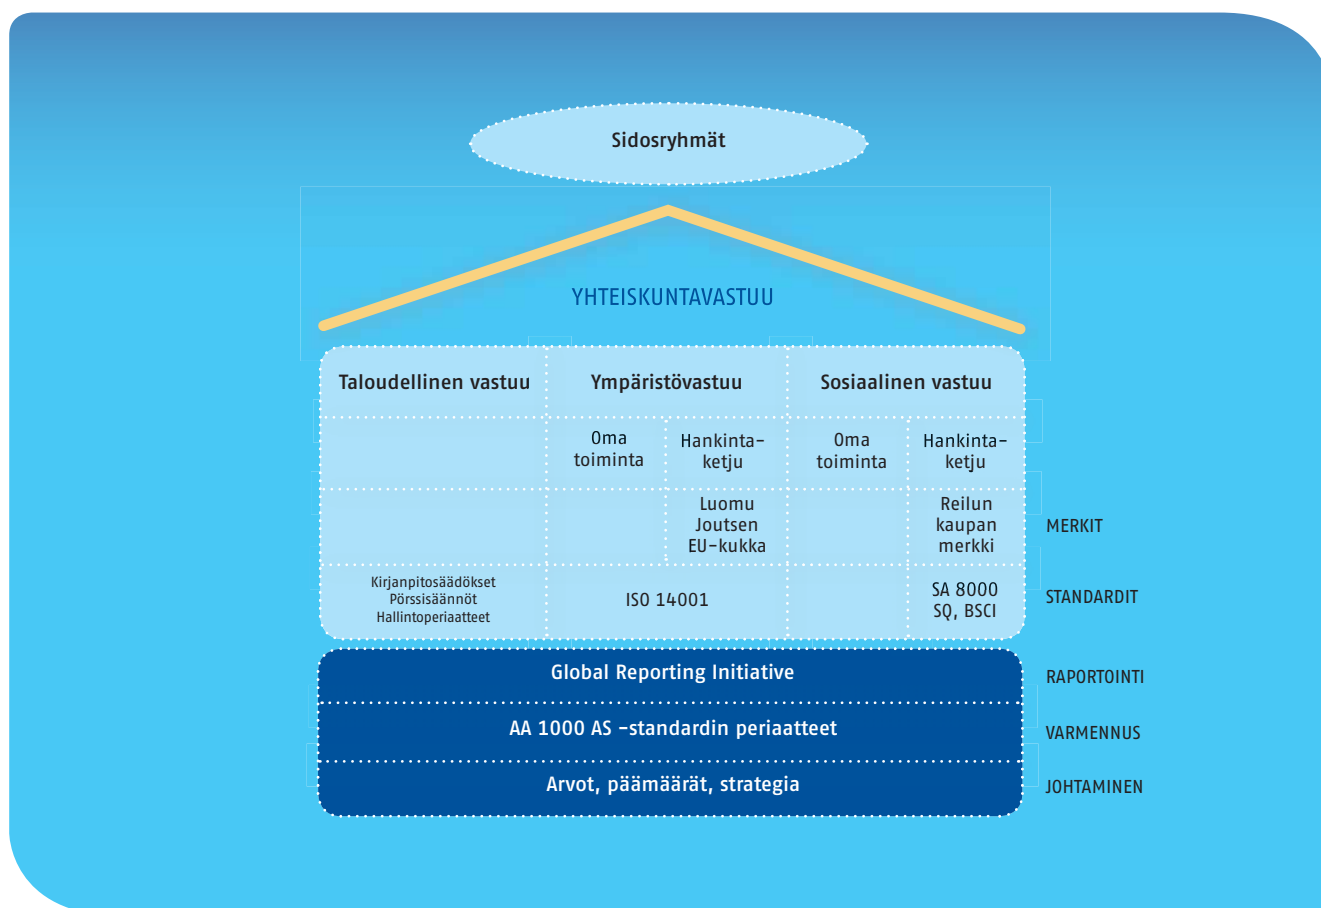 Sidosryhmät
YHTEISKUNTAVASTUU
Taloudellinen vastuu
Ympäristövastuu
Sosiaalinen vastuu
Oma
toiminta
Hankinta-
ketju
Oma
toiminta
Hankinta-
ketju
Luomu
Joutsen
EU-kukka
Reilun
kaupan
merkki
MERKIT
Kirjanpitosäädökset
Pörssisäännöt
Hallintoperiaatteet
ISO 14001
SA 8000
SQ, BSCI
STANDARDIT
Global Reporting Initiative
RAPORTOINTI
AA 1000 AS -standardin periaatteet
VARMENNUS
Arvot, päämäärät, strategia
JOHTAMINEN